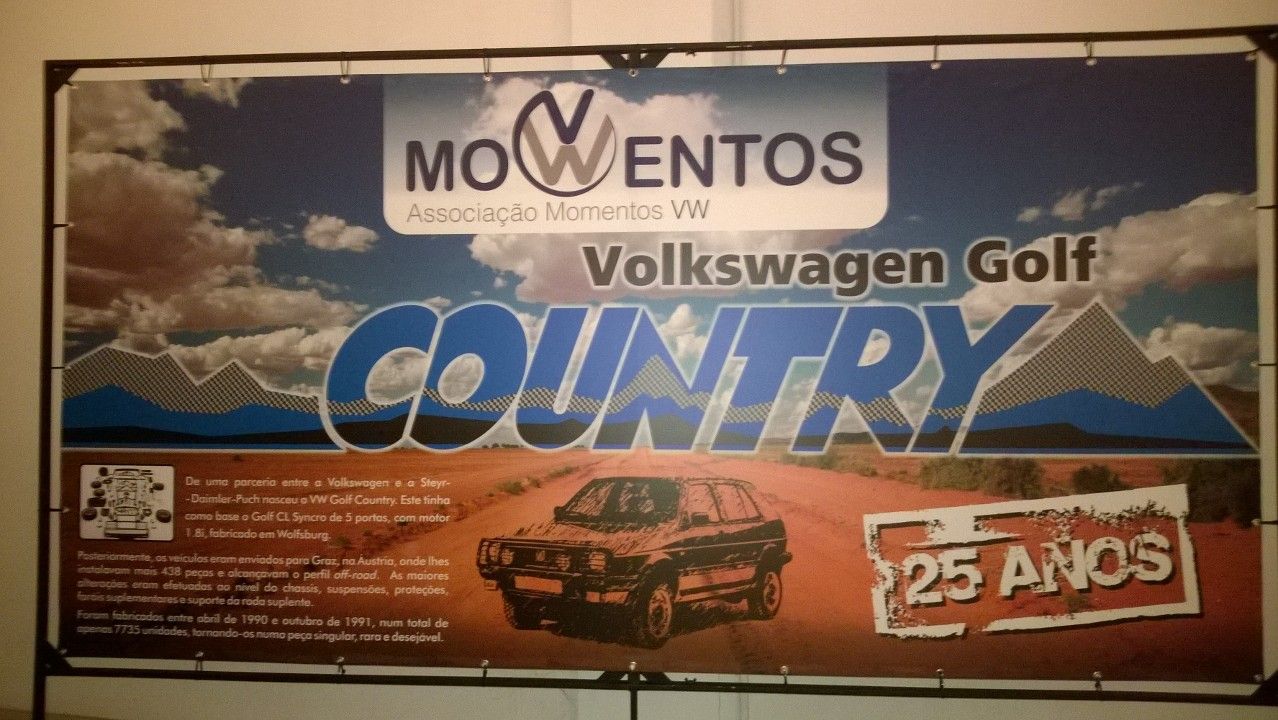 MOVWENTOS
Associação Momentos VW
Volkswagen Golf
COUNTRY
De uma parceria entre a Volkswagen e a Steyr-
-Daimler-Puch nasceu o VW Golf Country. Este tinha
como base o Golf CL Syncro de 5 portas, com motor
1.8i, fabricado em Wolfsburg.
Posteriormente, os veículos eram enviados para Graz, na Áustria, onde lhes
instalavam mais 438 peças e alcançavam o perfil off-road. As maiores
alterações eram efetuadas ao nível do chassis, suspensões, proteções,
farois suplementares e suporte da roda suplente.
Foram fabricados entre abril de 1990 e outubro de 1991, num total de
apenas 7735 unidades, tornando-os numa peça singular, rara e desejável.
25 ANOS